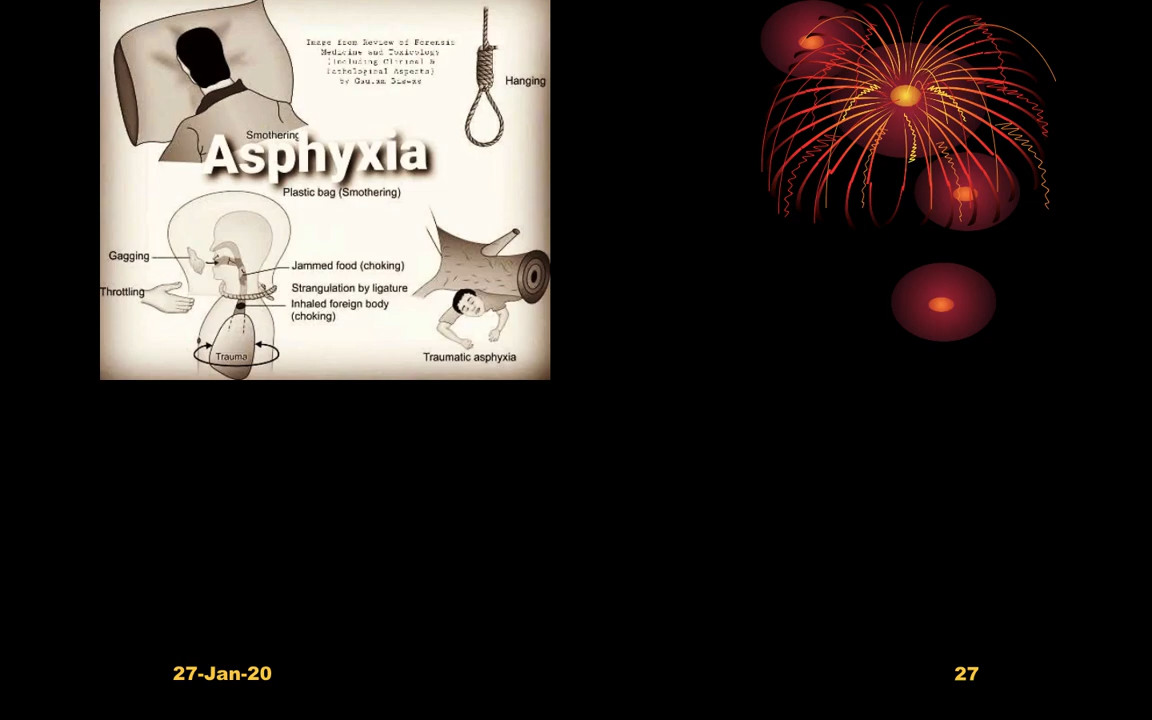 Image from Review of Forensic
Medicine and Toxicology
(Including Clinical &
Pathological Aspects)
by Gautam Biswas
Hanging
Smothering
Asphyxia
Plastic bag (Smothering)
Gagging
Jammed food (choking)
Throttling
Strangulation by ligature
Inhaled foreign body
(choking)
Trauma
Traumatic asphyxia
27-Jan-20
27